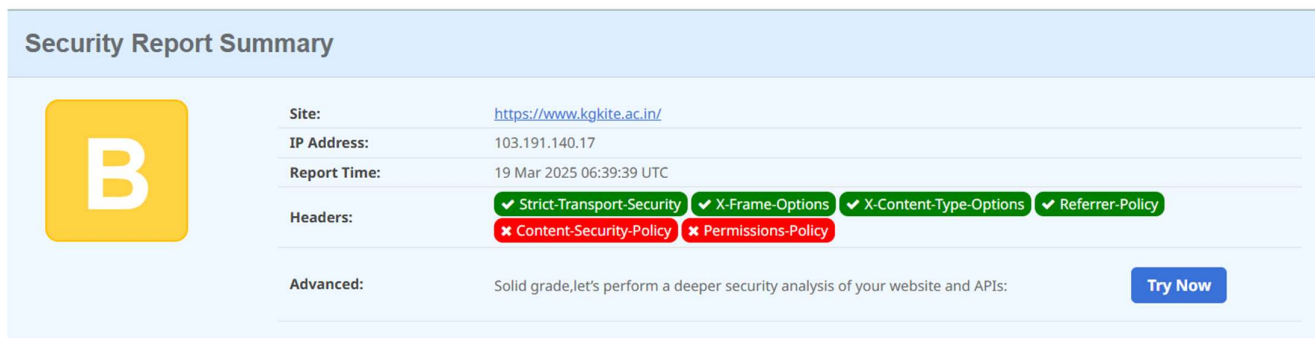 Security Report Summary
B
Site: https://www.kgkite.ac.in/
IP Address: 103.191.140.17
Report Time: 19 Mar 2025 06:39:39 UTC
Headers: Strict-Transport-Security X-Frame-Options X-Content-Type-Options Referrer-Policy
Content-Security-Policy Permissions-Policy
Advanced: Solid grade,let's perform a deeper security analysis of your website and APIs: Try Now